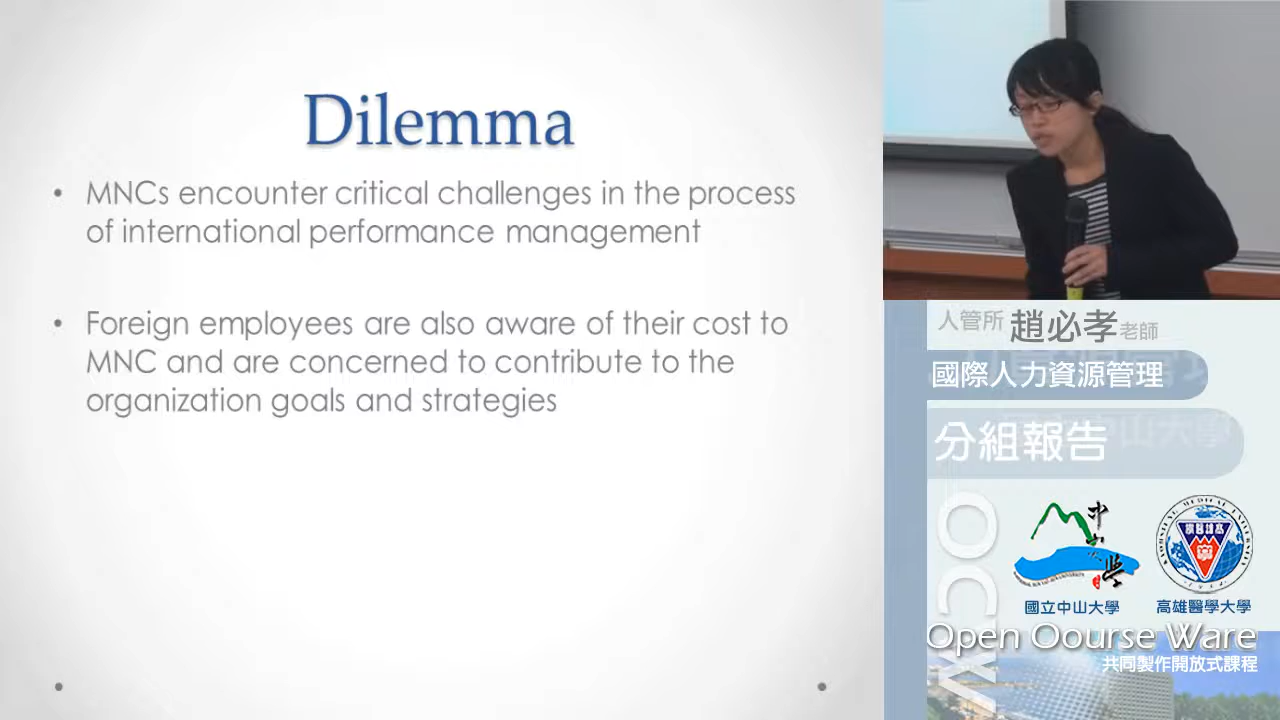 Dilemma
• MNCs encounter critical challenges in the process
of international performance management
• Foreign employees are also aware of their cost to
MNC and are concerned to contribute to the
organization goals and strategies
人管所 趙必孝老師
國際人力資源管理
分組報告
OCW
國立中山大學
高雄醫學大學
Open Oourse Ware
共同製作開放式課程